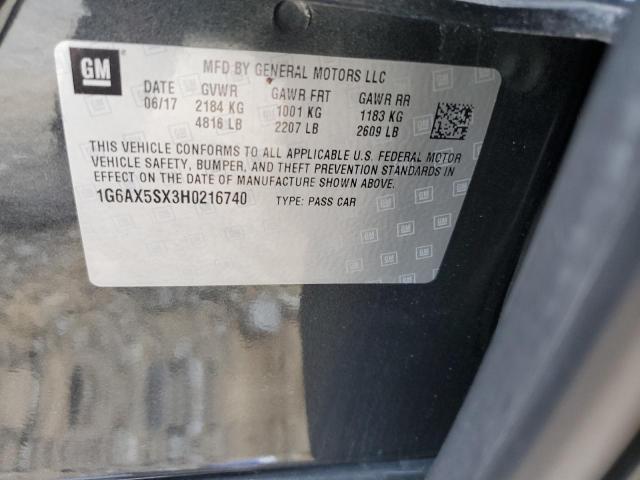 GM
MFD BY GENERAL MOTORS LLC
DATE GVWR GAWR FRT GAWR RR
06/17 2184 KG 1001 KG 1183 KG
4816 LB 2207 LB 2609 LB
THIS VEHICLE CONFORMS TO ALL APPLICABLE U.S. FEDERAL MOTOR
VEHICLE SAFETY, BUMPER, AND THEFT PREVENTION STANDARDS IN
EFFECT ON THE DATE OF MANUFACTURE SHOWN ABOVE.
1G6AX5SX3H0216740 TYPE: PASS CAR